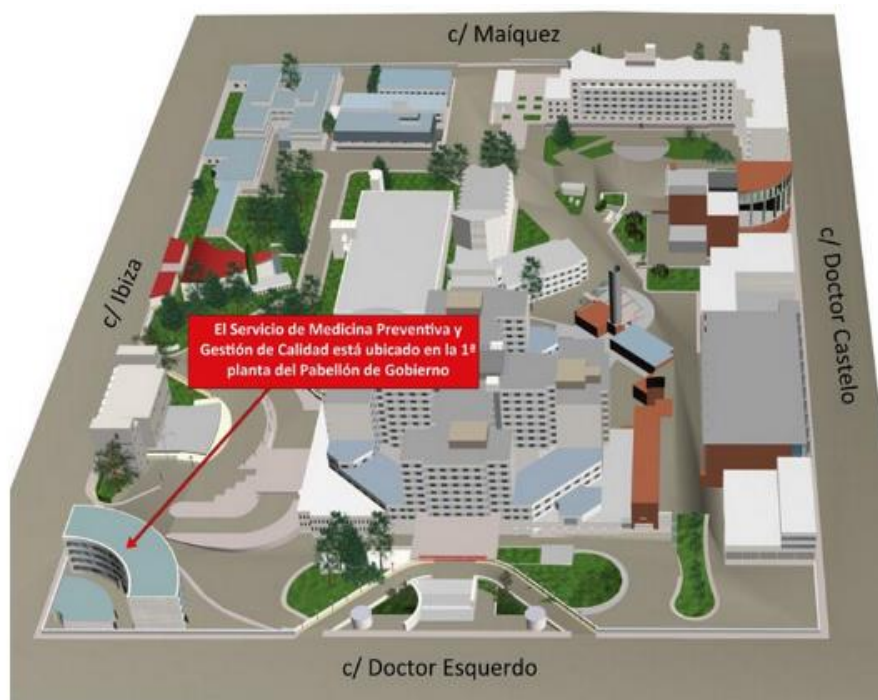 c/ Maíquez
c/ Ibiza
c/ Doctor Castelo
El Servicio de Medicina Preventiva y
Gestión de Calidad está ubicado en la 1ª
planta del Pabellón de Gobierno
c/ Doctor Esquerdo